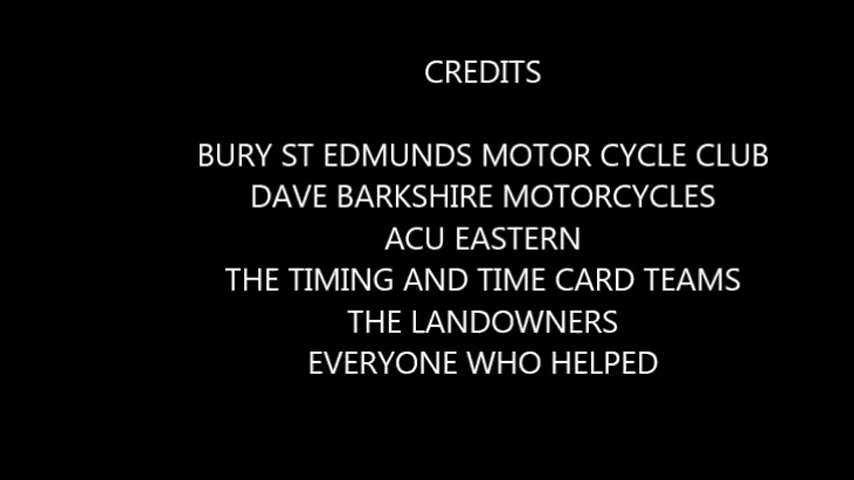 CREDITS
BURY ST EDMUNDS MOTOR CYCLE CLUB
DAVE BARKSHIRE MOTORCYCLES
ACU EASTERN
THE TIMING AND TIME CARD TEAMS
THE LANDOWNERS
EVERYONE WHO HELPED